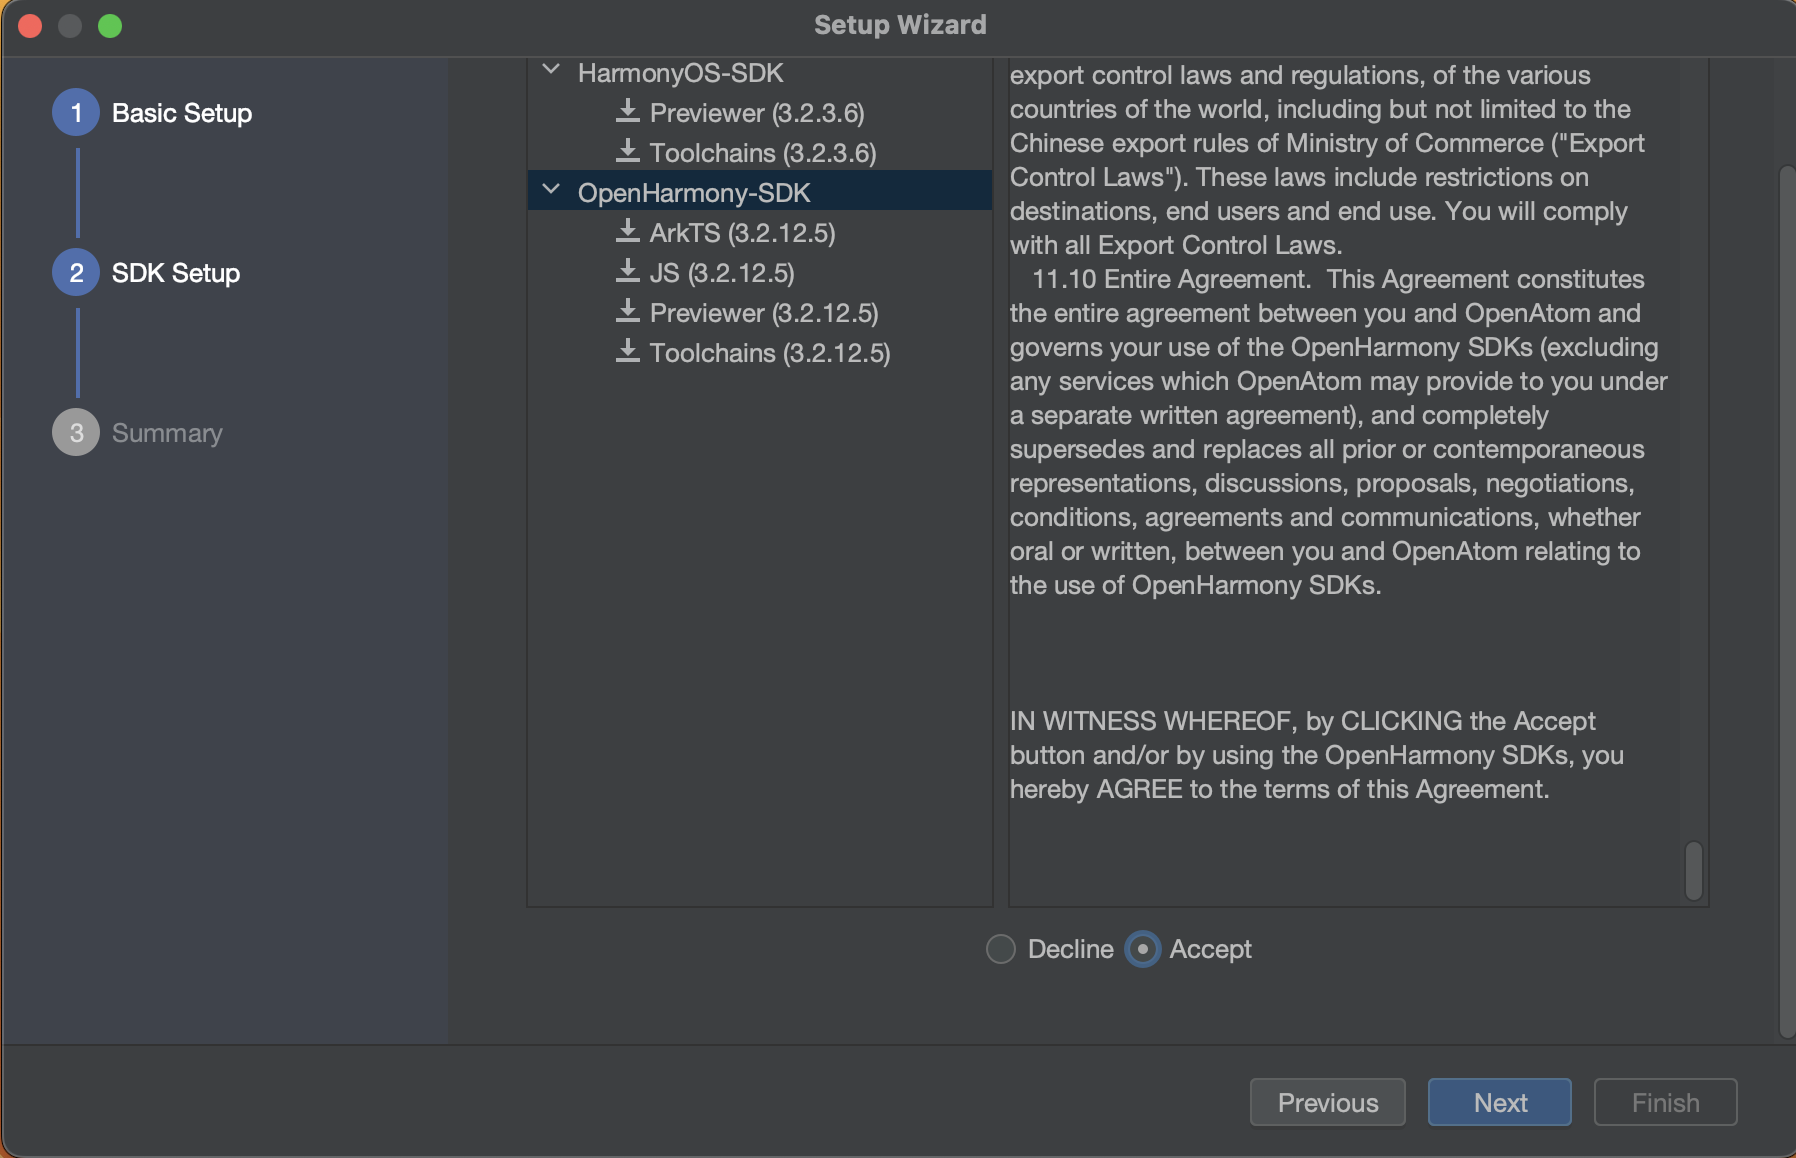 Setup Wizard
1 Basic Setup
2 SDK Setup
3 Summary
HarmonyOS-SDK
Previewer (3.2.3.6)
Toolchains (3.2.3.6)
OpenHarmony-SDK
ArkTS (3.2.12.5)
JS (3.2.12.5)
Previewer (3.2.12.5)
Toolchains (3.2.12.5)
export control laws and regulations, of the various
countries of the world, including but not limited to the
Chinese export rules of Ministry of Commerce ("Export
Control Laws"). These laws include restrictions on
destinations, end users and end use. You will comply
with all Export Control Laws.
11.10 Entire Agreement.  This Agreement constitutes
the entire agreement between you and OpenAtom and
governs your use of the OpenHarmony SDKs (excluding
any services which OpenAtom may provide to you under
a separate written agreement), and completely
supersedes and replaces all prior or contemporaneous
representations, discussions, proposals, negotiations,
conditions, agreements and communications, whether
oral or written, between you and OpenAtom relating to
the use of OpenHarmony SDKs.
IN WITNESS WHEREOF, by CLICKING the Accept
button and/or by using the OpenHarmony SDKs, you
hereby AGREE to the terms of this Agreement.
Decline Accept
Previous Next Finish